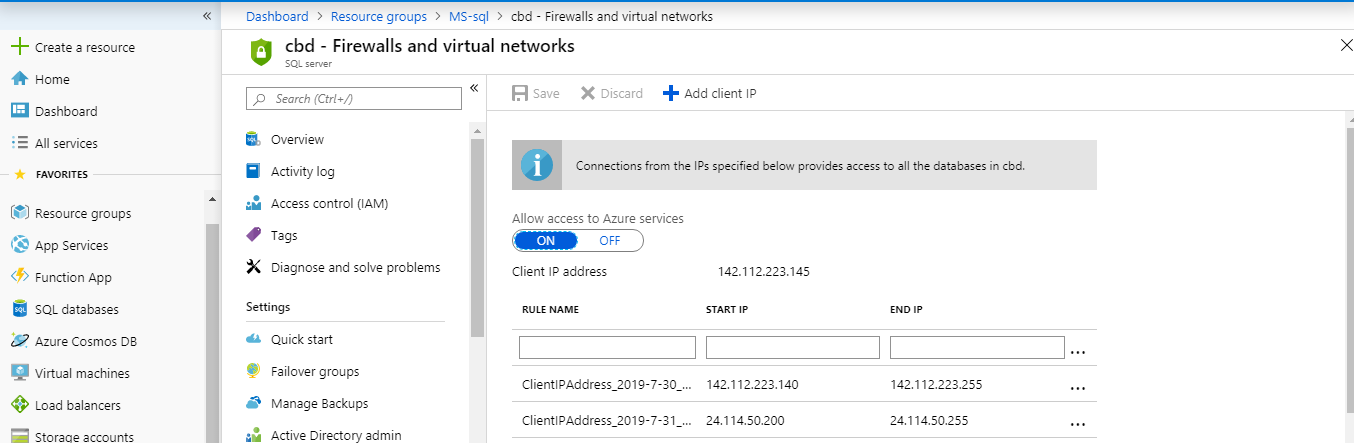 «
Dashboard > Resource groups > MS-sql > cbd - Firewalls and virtual networks
Create a resource
Home
Dashboard
All services
FAVORITES
Resource groups
App Services
Function App
SQL databases
Azure Cosmos DB
Virtual machines
Load balancers
Storage accounts
cbd - Firewalls and virtual networks
SQL server
Search (Ctrl+/)
«
Overview
Activity log
Access control (IAM)
Tags
Diagnose and solve problems
Settings
Quick start
Failover groups
Manage Backups
Active Directory admin
Save Discard Add client IP
Connections from the IPs specified below provides access to all the databases in cbd.
Allow access to Azure services
ON OFF
Client IP address 142.112.223.145
RULE NAME START IP END IP
...
ClientIPAddress_2019-7-30_... 142.112.223.140 142.112.223.255 ...
ClientIPAddress_2019-7-31_... 24.114.50.200 24.114.50.255 ...